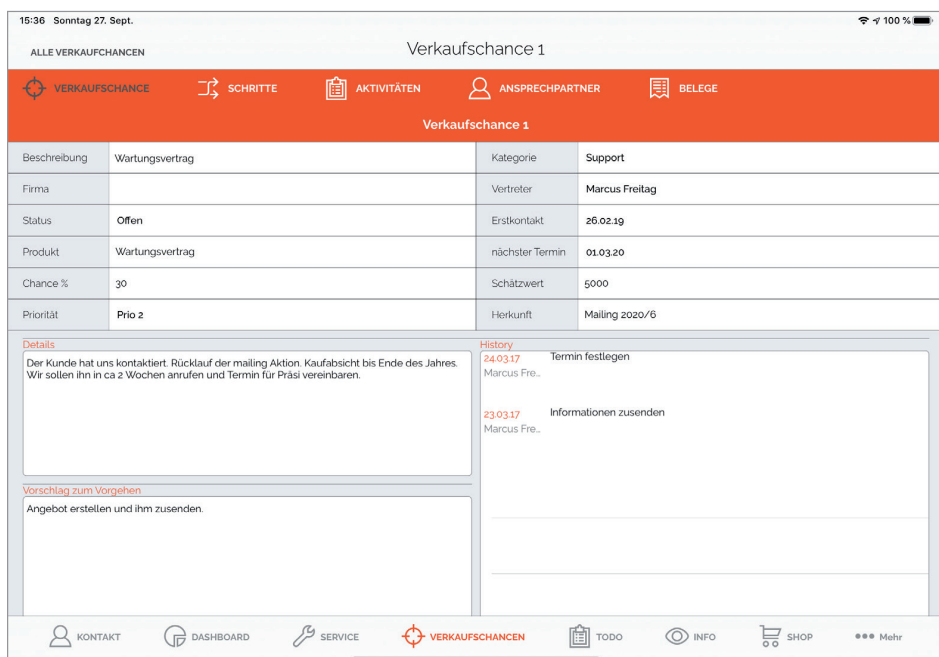 15:36 Sonntag 27. Sept.
100 %
ALLE VERKAUFCHANCEN
Verkaufschance 1
VERKAUFSCHANCE
SCHRITTE
AKTIVITÄTEN
ANSPRECHPARTNER
BELEGE
Verkaufschance 1
Beschreibung Wartungsvertrag
Kategorie Support
Firma
Vertreter Marcus Freitag
Status Offen
Erstkontakt 26.02.19
Produkt Wartungsvertrag
nächster Termin 01.03.20
Chance % 30
Schätzwert 5000
Priorität Prio 2
Herkunft Mailing 2020/6
Details
Der Kunde hat uns kontaktiert. Rücklauf der mailing Aktion. Kaufabsicht bis Ende des Jahres.
Wir sollen ihn in ca 2 Wochen anrufen und Termin für Präsi vereinbaren.
Vorschlag zum Vorgehen
Angebot erstellen und ihm zusenden.
History
24.03.17 Termin festlegen
Marcus Fre...
23.03.17 Informationen zusenden
Marcus Fre...
KONTAKT
DASHBOARD
SERVICE
VERKAUFSCHANCEN
TODO
INFO
SHOP
Mehr